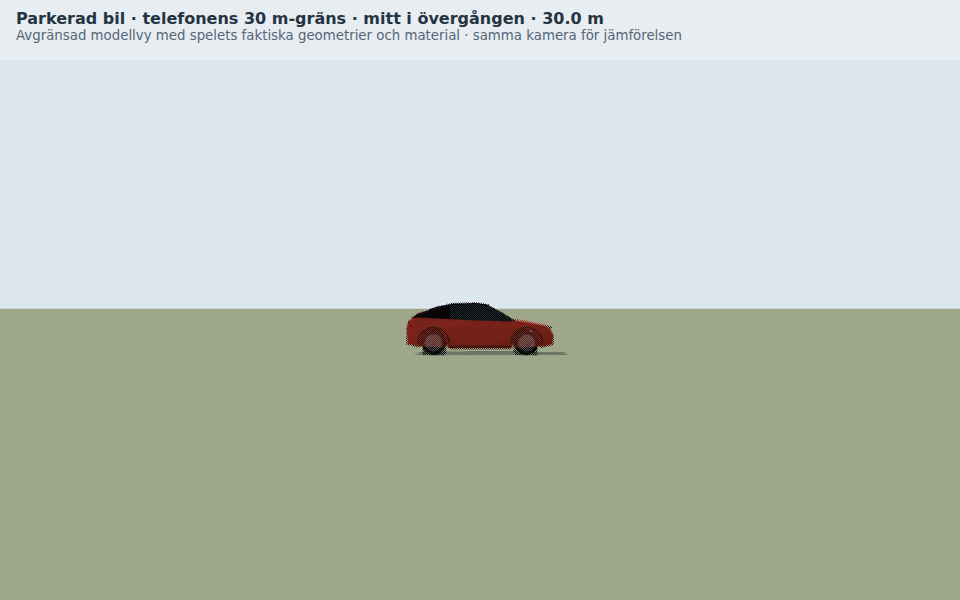 Parkerad bil · telefonens 30 m-gräns · mitt i övergången · 30.0 m
Avgränsad modellvy med spelets faktiska geometrier och material · samma kamera för jämförelsen